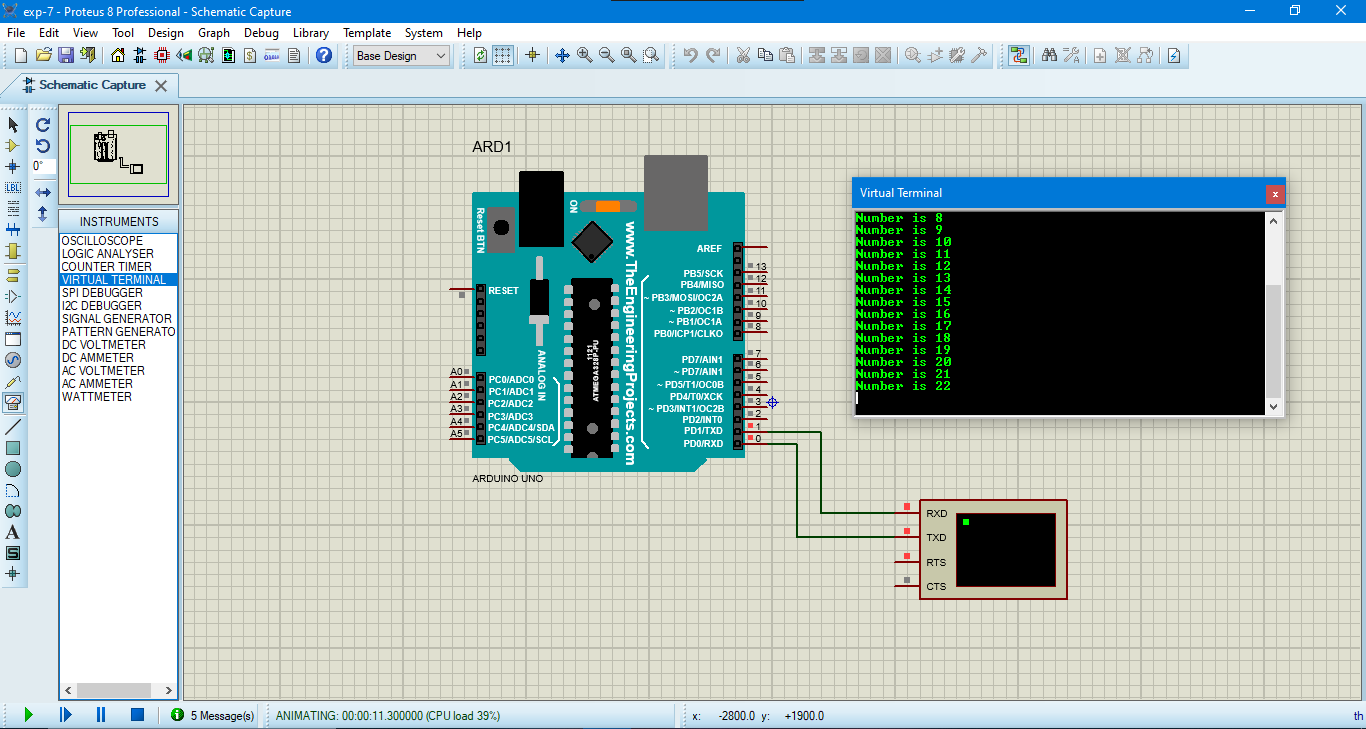 exp-7 - Proteus 8 Professional - Schematic Capture
File Edit View Tool Design Graph Debug Library Template System Help
Base Design
Schematic Capture
0°
LBL
INSTRUMENTS
OSCILLOSCOPE
LOGIC ANALYSER
COUNTER TIMER
VIRTUAL TERMINAL
SPI DEBUGGER
I2C DEBUGGER
SIGNAL GENERATOR
PATTERN GENERATO
DC VOLTMETER
DC AMMETER
AC VOLTMETER
AC AMMETER
WATTMETER
A
S
ARD1
Reset BTN
ON
www.TheEngineeringProjects.com
RESET
ANALOG IN
1121
ATMEGA328P-PU
A0 PC0/ADC0
A1 PC1/ADC1
A2 PC2/ADC2
A3 PC3/ADC3
A4 PC4/ADC4/SDA
A5 PC5/ADC5/SCL
AREF
PB5/SCK 13
PB4/MISO 12
~ PB3/MOSI/OC2A 11
~ PB2/OC1B 10
~ PB1/OC1A 9
PB0/ICP1/CLKO 8
PD7/AIN1 7
~ PD7/AIN1 6
~ PD5/T1/OC0B 5
PD4/T0/XCK 4
~ PD3/INT1/OC2B 3
PD2/INT0 2
PD1/TXD 1
PD0/RXD 0
ARDUINO UNO
Virtual Terminal
Number is 8
Number is 9
Number is 10
Number is 11
Number is 12
Number is 13
Number is 14
Number is 15
Number is 16
Number is 17
Number is 18
Number is 19
Number is 20
Number is 21
Number is 22
RXD
TXD
RTS
CTS
5 Message(s)
ANIMATING: 00:00:11.300000 (CPU load 39%)
x: -2800.0 y: +1900.0
th